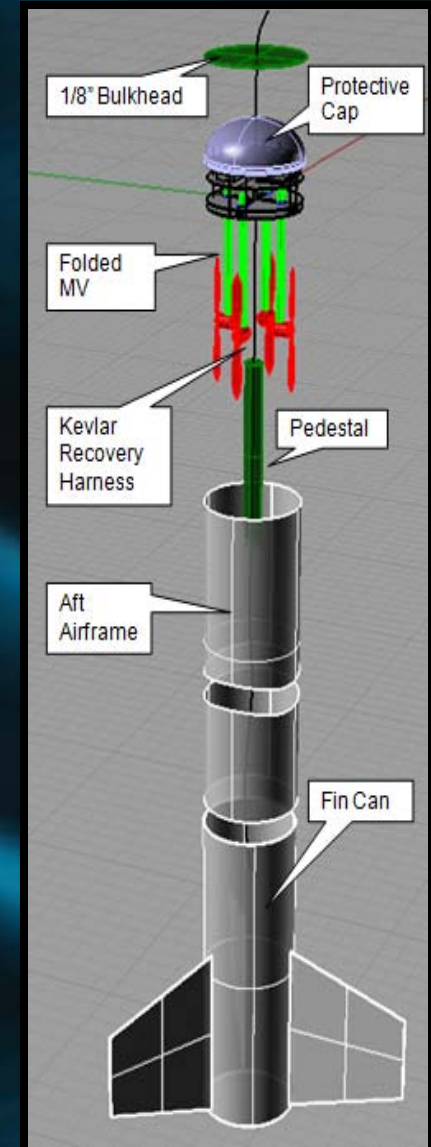 1/8" Bulkhead
Protective
Cap
Folded
MV
Kevlar
Recovery
Harness
Pedestal
Aft
Airframe
Fin Can